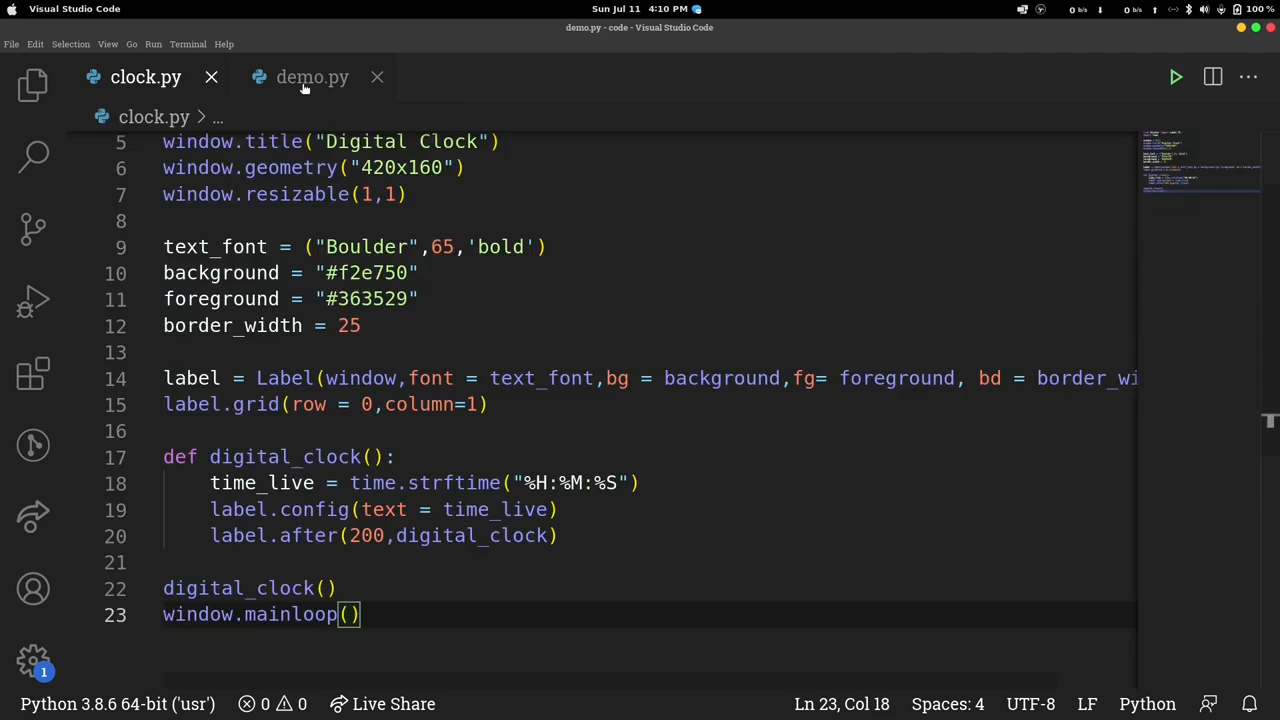 Visual Studio Code
Sun Jul 11 4:10 PM
0 B/s
0 B/s
100 %
demo.py - code - Visual Studio Code
File Edit Selection View Go Run Terminal Help
clock.py
demo.py
clock.py > ...
5 window.title("Digital Clock")
6 window.geometry("420x160")
7 window.resizable(1,1)
8
9 text_font = ("Boulder",65,'bold')
10 background = "#f2e750"
11 foreground = "#363529"
12 border_width = 25
13
14 label = Label(window,font = text_font,bg = background,fg= foreground, bd = border_wi
15 label.grid(row = 0,column=1)
16
17 def digital_clock():
18 time_live = time.strftime("%H:%M:%S")
19 label.config(text = time_live)
20 label.after(200,digital_clock)
21
22 digital_clock()
23 window.mainloop()
1
Python 3.8.6 64-bit ('usr') 0 0 Live Share Ln 23, Col 18 Spaces: 4 UTF-8 LF Python